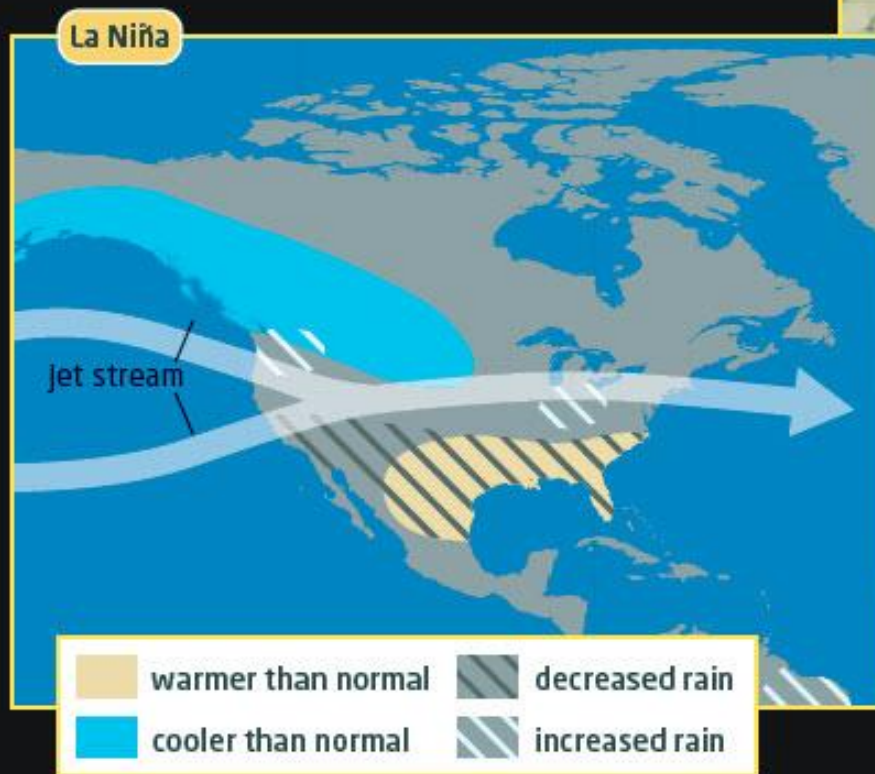 La Niña
jet stream
warmer than normal
decreased rain
cooler than normal
increased rain